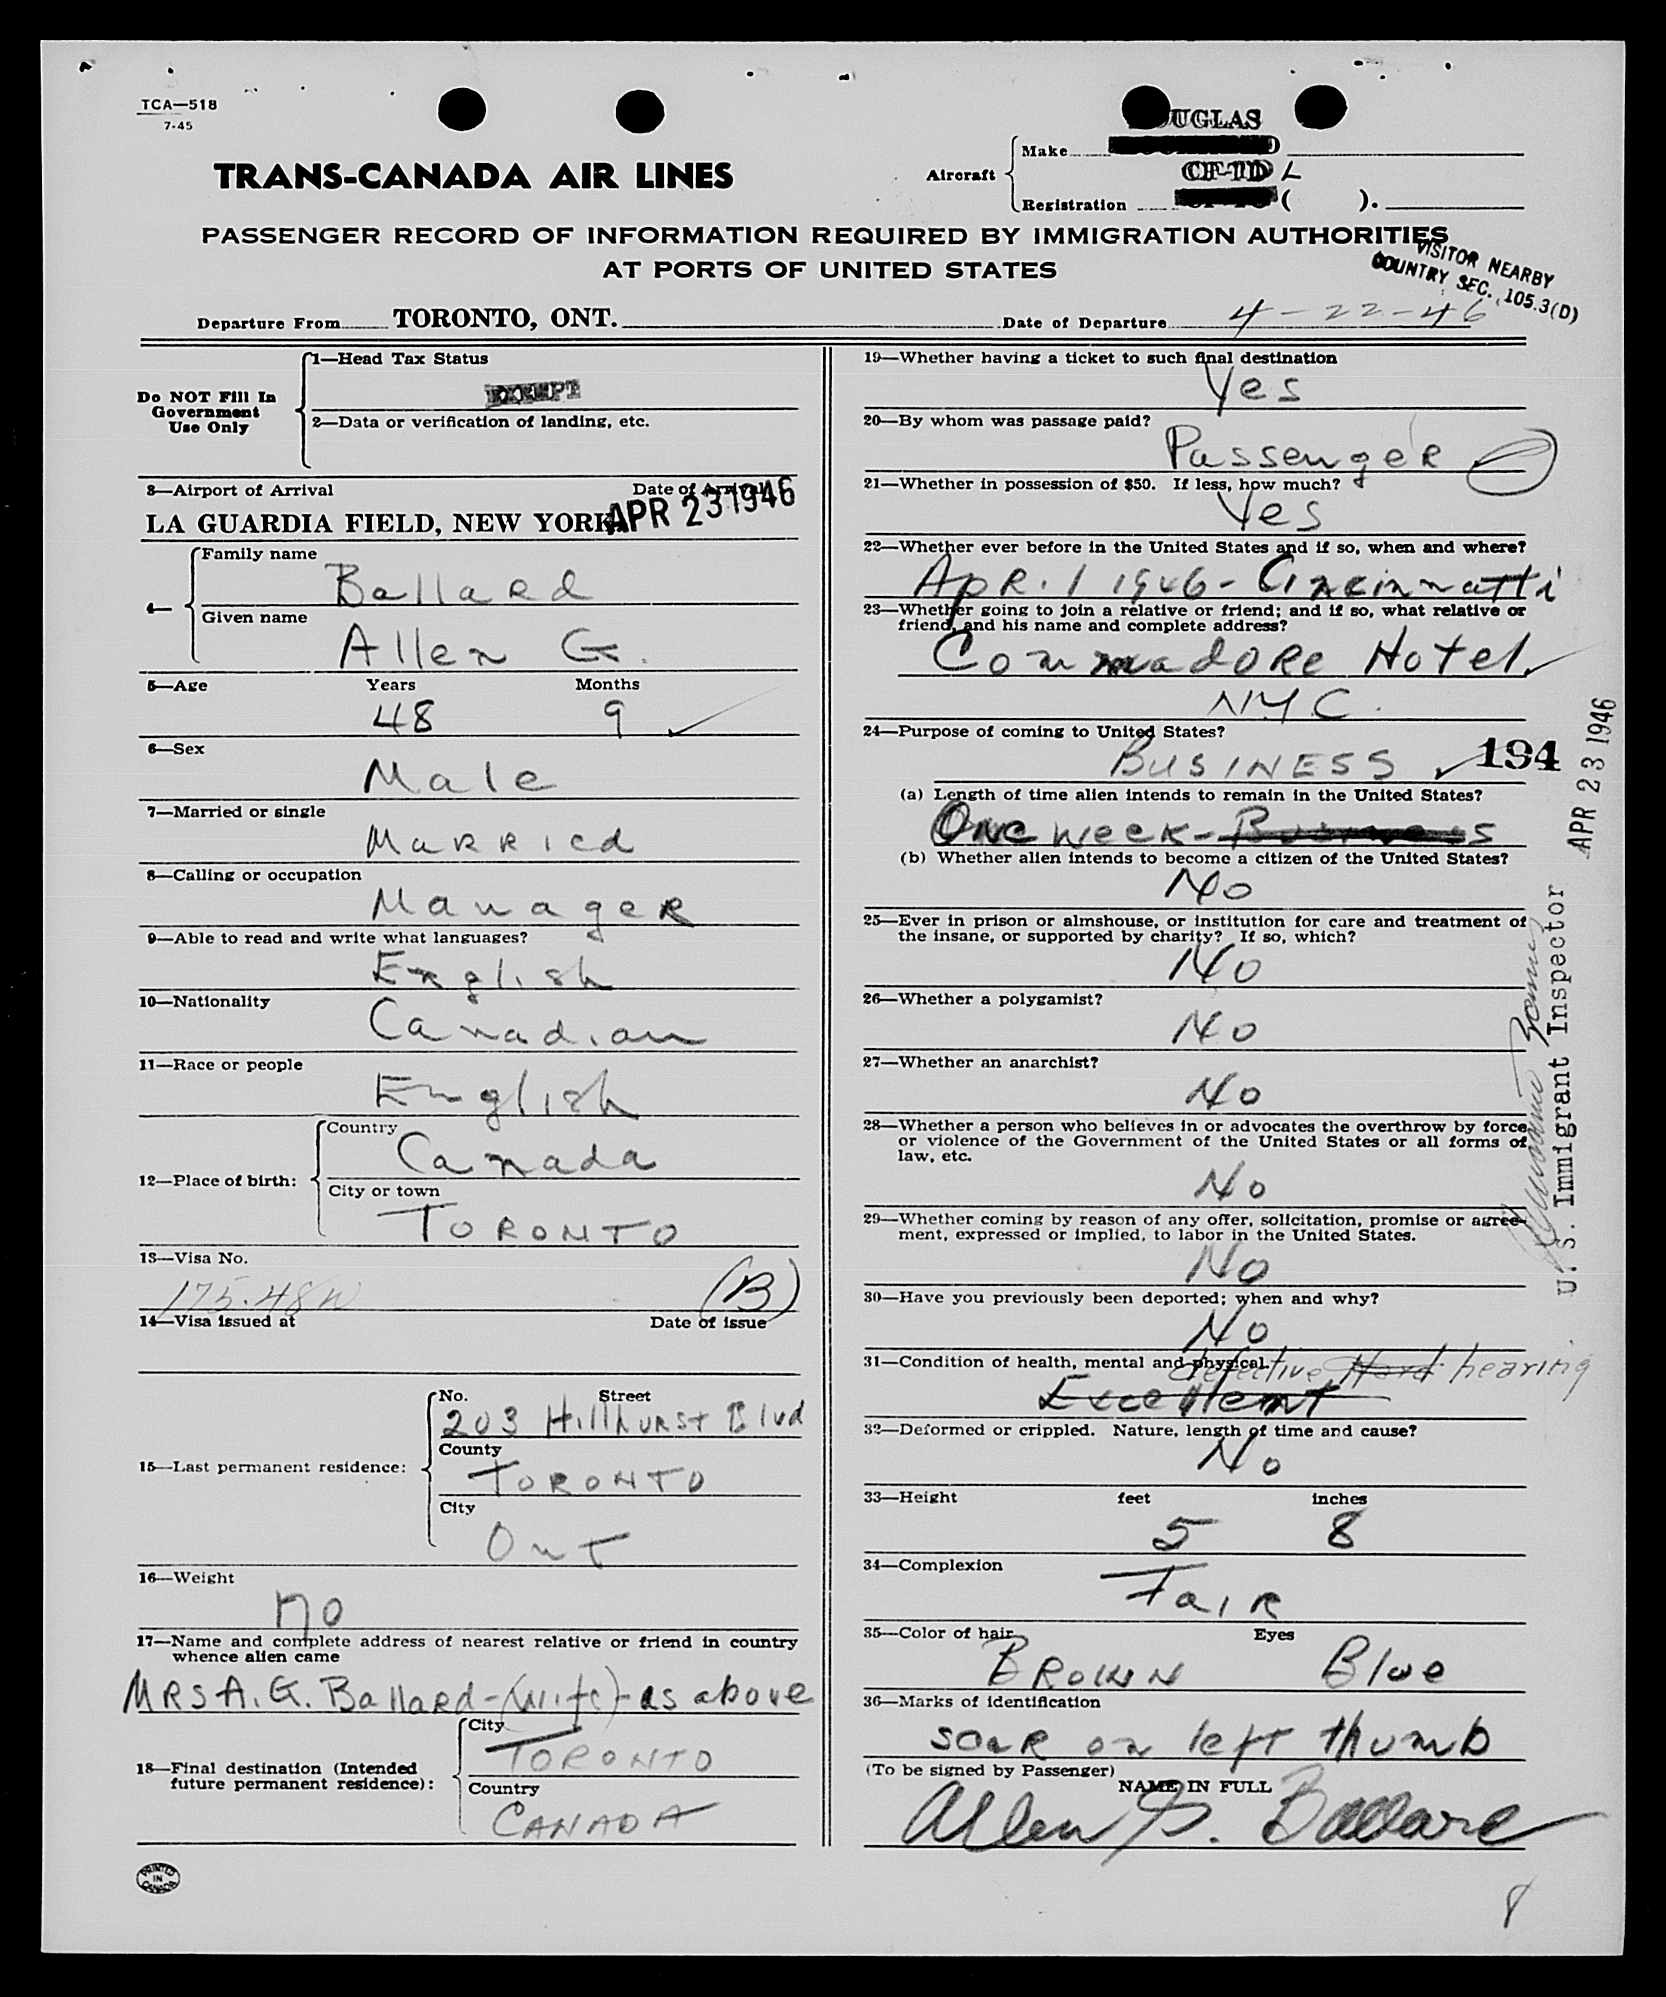 TCA—518
7-45
UGLAS
TRANS-CANADA AIR LINES
Aircraft
Make
CF-TD L
Registration ( ).
PASSENGER RECORD OF INFORMATION REQUIRED BY IMMIGRATION AUTHORITIES
AT PORTS OF UNITED STATES
VISITOR NEARBY
COUNTRY SEC. 105.3(D)
Departure From TORONTO, ONT. Date of Departure 4-22-46
Do NOT Fill In
Government
Use Only
1—Head Tax Status
EXEMPT
2—Data or verification of landing, etc.
3—Airport of Arrival Date of Arrival
LA GUARDIA FIELD, NEW YORK APR 23 1946
4—
Family name
Ballard
Given name
Allen G.
5—Age Years Months
48 9
6—Sex
Male
7—Married or single
Married
8—Calling or occupation
Manager
9—Able to read and write what languages?
English
10—Nationality
Canadian
11—Race or people
English
12—Place of birth:
Country
Canada
City or town
TORONTO
13—Visa No.
175.48W (B)
14—Visa issued at Date of issue
15—Last permanent residence:
No. Street
203 Hillhurst Blvd
County
TORONTO
City
Ont
16—Weight
170
17—Name and complete address of nearest relative or friend in country
whence alien came
MRS A. G. Ballard-(wife)-as above
18—Final destination (Intended
future permanent residence):
City
TORONTO
Country
CANADA
PRINTED
IN
CANADA
19—Whether having a ticket to such final destination
Yes
20—By whom was passage paid?
Passenger
21—Whether in possession of $50. If less, how much?
Yes
22—Whether ever before in the United States and if so, when and where?
Apr. 1 1946- Cincinnatti
23—Whether going to join a relative or friend; and if so, what relative or
friend, and his name and complete address?
Commadore Hotel
NYC.
24—Purpose of coming to United States?
BUSINESS
194
(a) Length of time alien intends to remain in the United States?
One week- Business
(b) Whether alien intends to become a citizen of the United States?
No
25—Ever in prison or almshouse, or institution for care and treatment of
the insane, or supported by charity? If so, which?
No
26—Whether a polygamist?
No
27—Whether an anarchist?
No
28—Whether a person who believes in or advocates the overthrow by force
or violence of the Government of the United States or all forms of
law, etc.
No
29—Whether coming by reason of any offer, solicitation, promise or agree-
ment, expressed or implied, to labor in the United States.
No
30—Have you previously been deported; when and why?
No
31—Condition of health, mental and physical.
defective Hard hearing
Excellent
32—Deformed or crippled. Nature, length of time and cause?
No
33—Height feet inches
5 8
34—Complexion
Fair
35—Color of hair Eyes
BROWN Blue
36—Marks of identification
scar on left thumb
(To be signed by Passenger)
NAME IN FULL
Allen G. Ballard
APR 23 1946
U. S. Immigrant Inspector
8